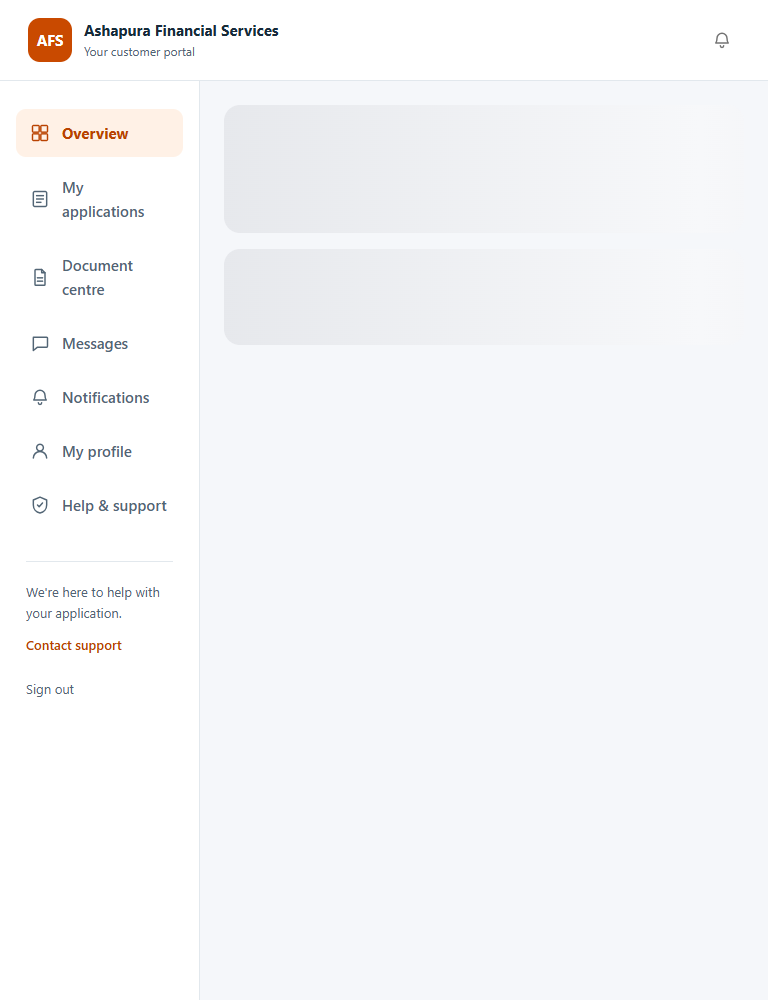 AFS
Ashapura Financial Services
Your customer portal
Overview
My
applications
Document
centre
Messages
Notifications
My profile
Help & support
We're here to help with
your application.
Contact support
Sign out